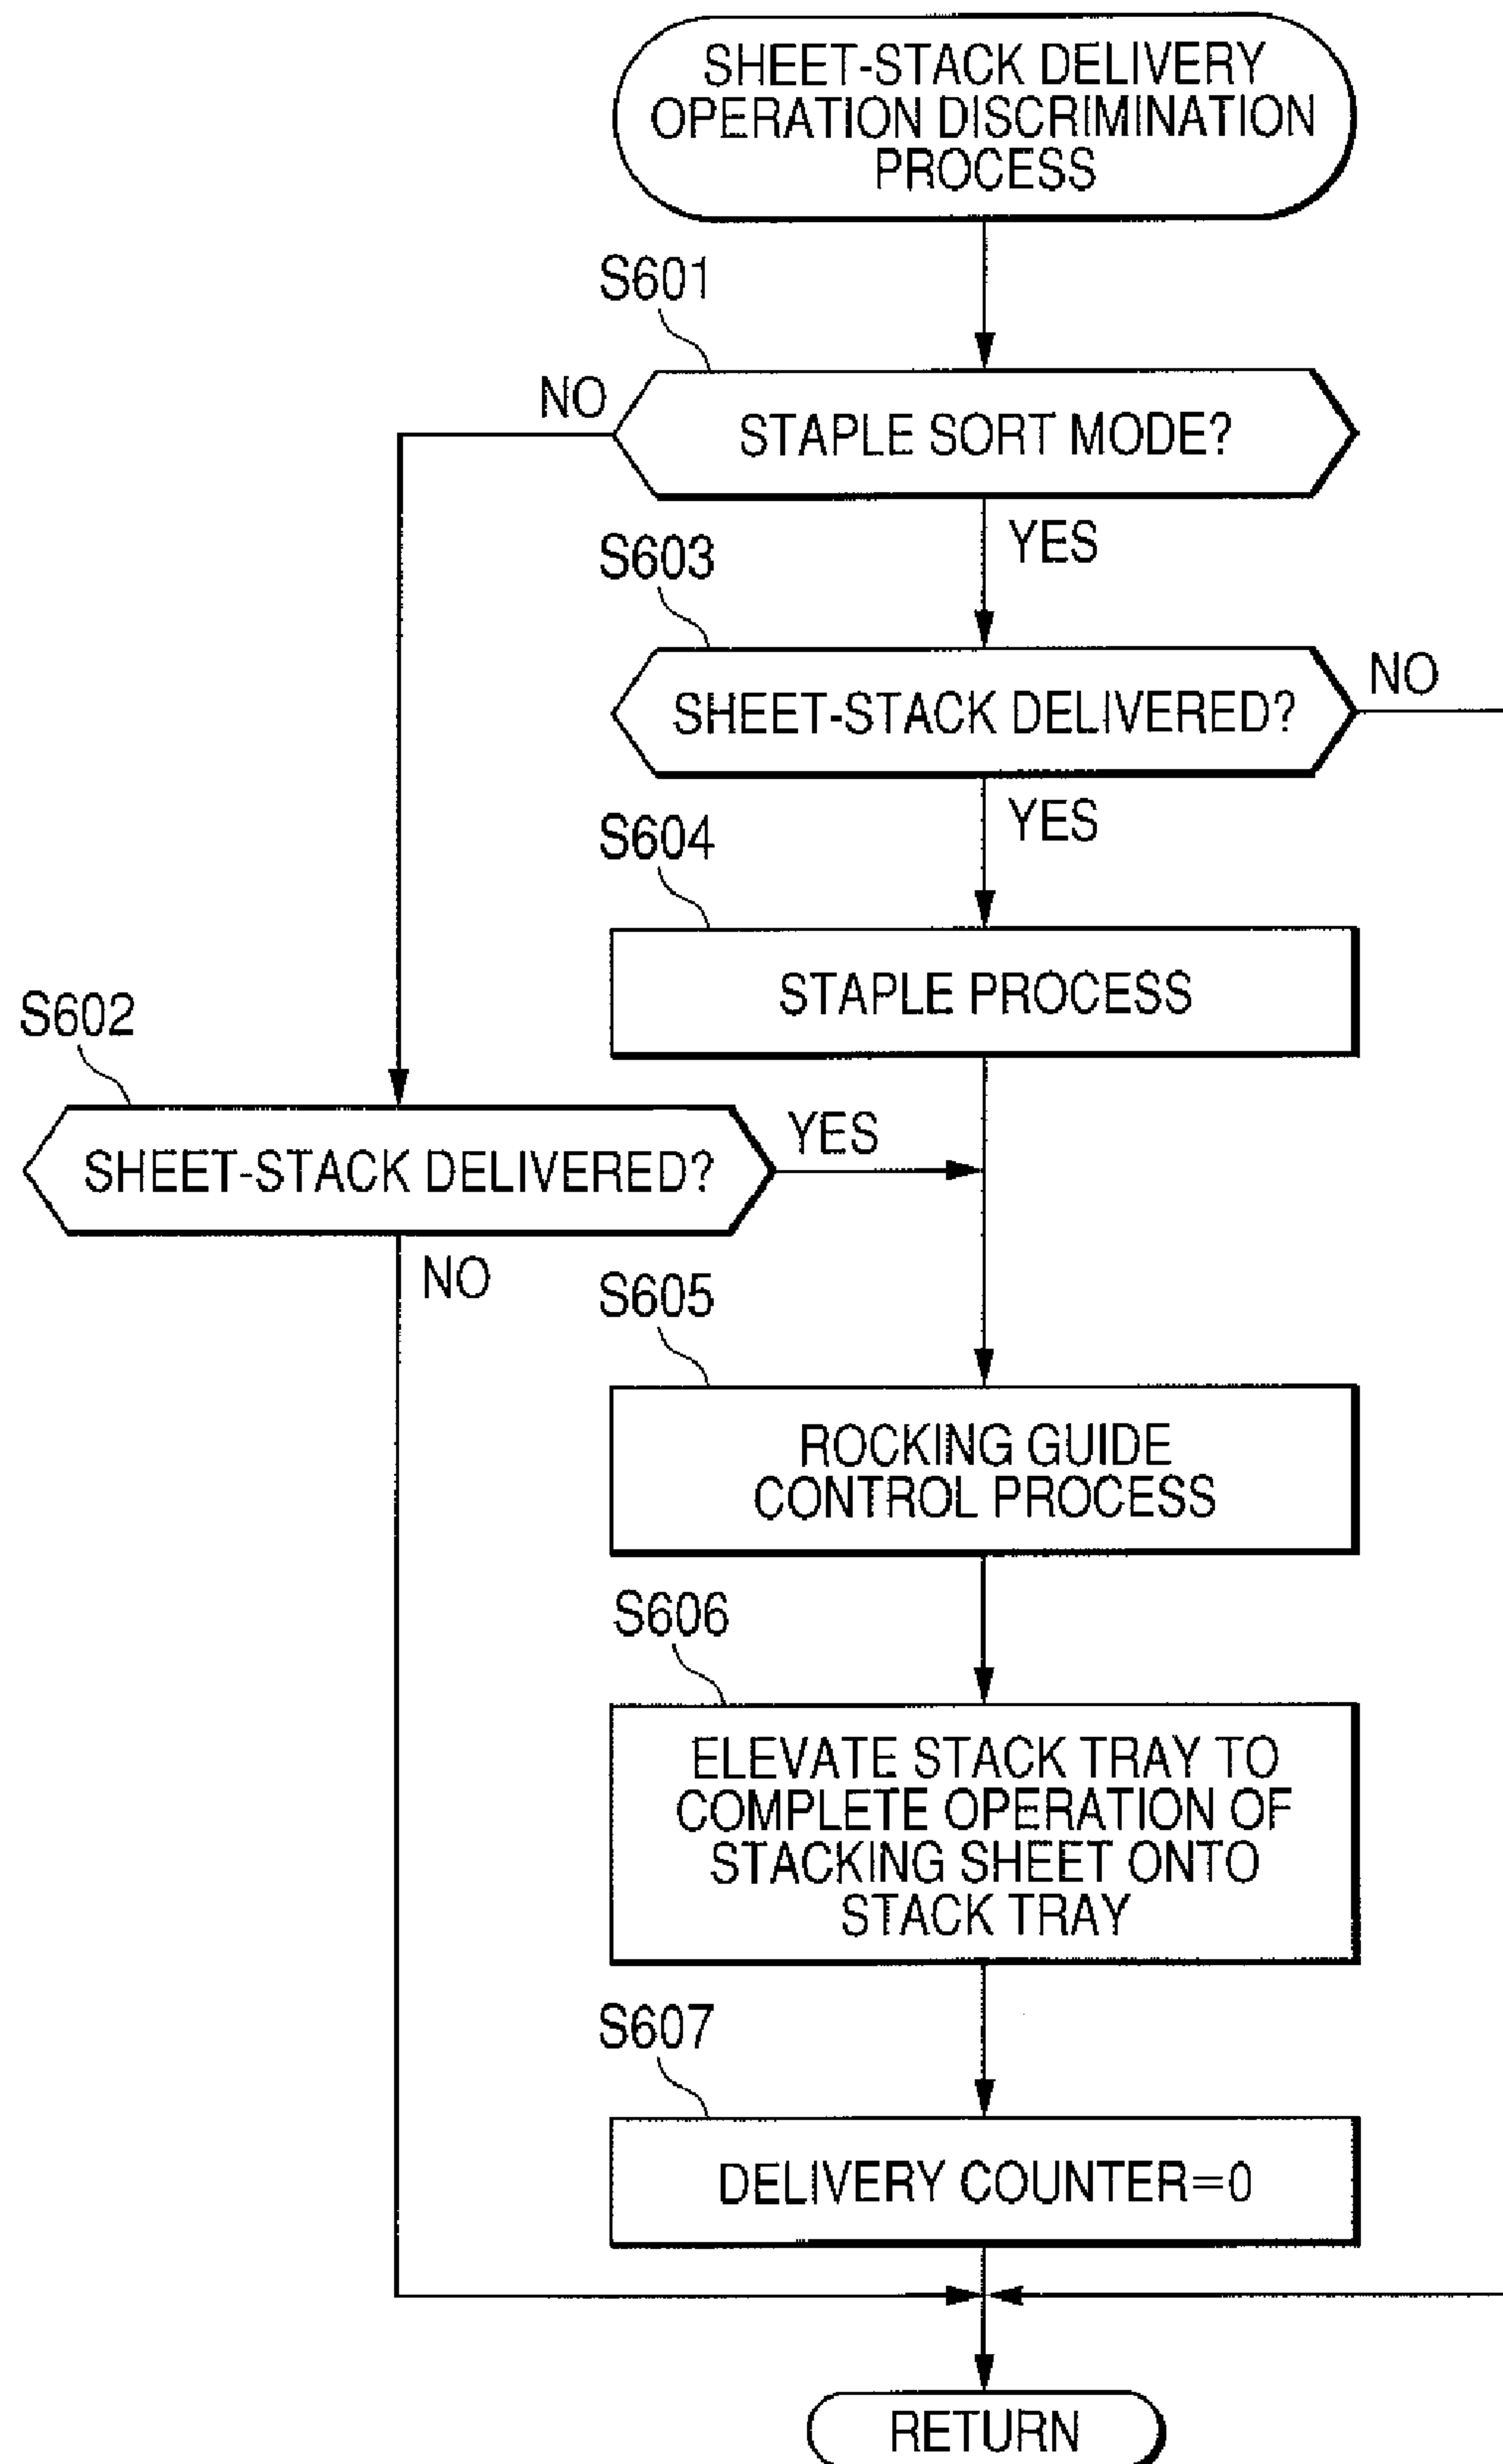 SHEET-STACK DELIVERY
OPERATION DISCRIMINATION
PROCESS
S601
NO
STAPLE SORT MODE?
YES
S603
NO
SHEET-STACK DELIVERED?
YES
S604
STAPLE PROCESS
S602
YES
SHEET-STACK DELIVERED?
NO
S605
ROCKING GUIDE
CONTROL PROCESS
S606
ELEVATE STACK TRAY TO
COMPLETE OPERATION OF
STACKING SHEET ONTO
STACK TRAY
S607
DELIVERY COUNTER=0
RETURN